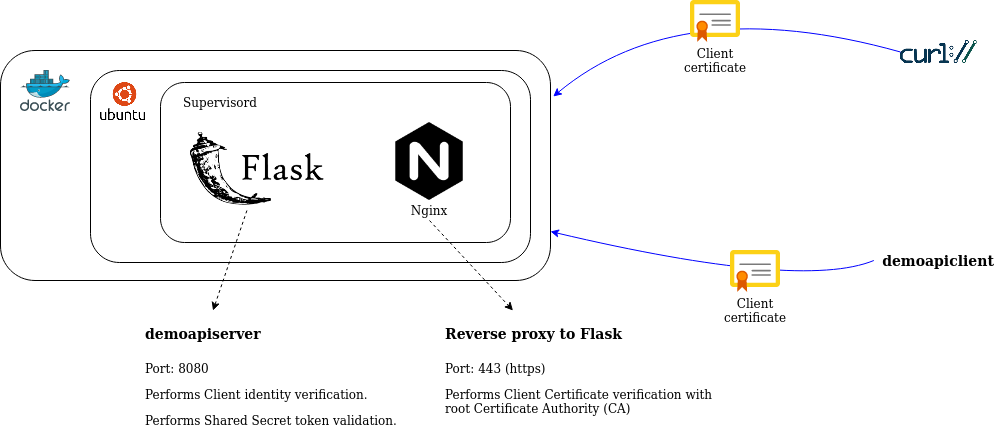 Client
certificate
curl://
docker
ubuntu
Supervisord
Flask
Nginx
demoapiclient
Client
certificate
demoapiserver
Port: 8080
Performs Client identity verification.
Performs Shared Secret token validation.
Reverse proxy to Flask
Port: 443 (https)
Performs Client Certificate verification with
root Certificate Authority (CA)